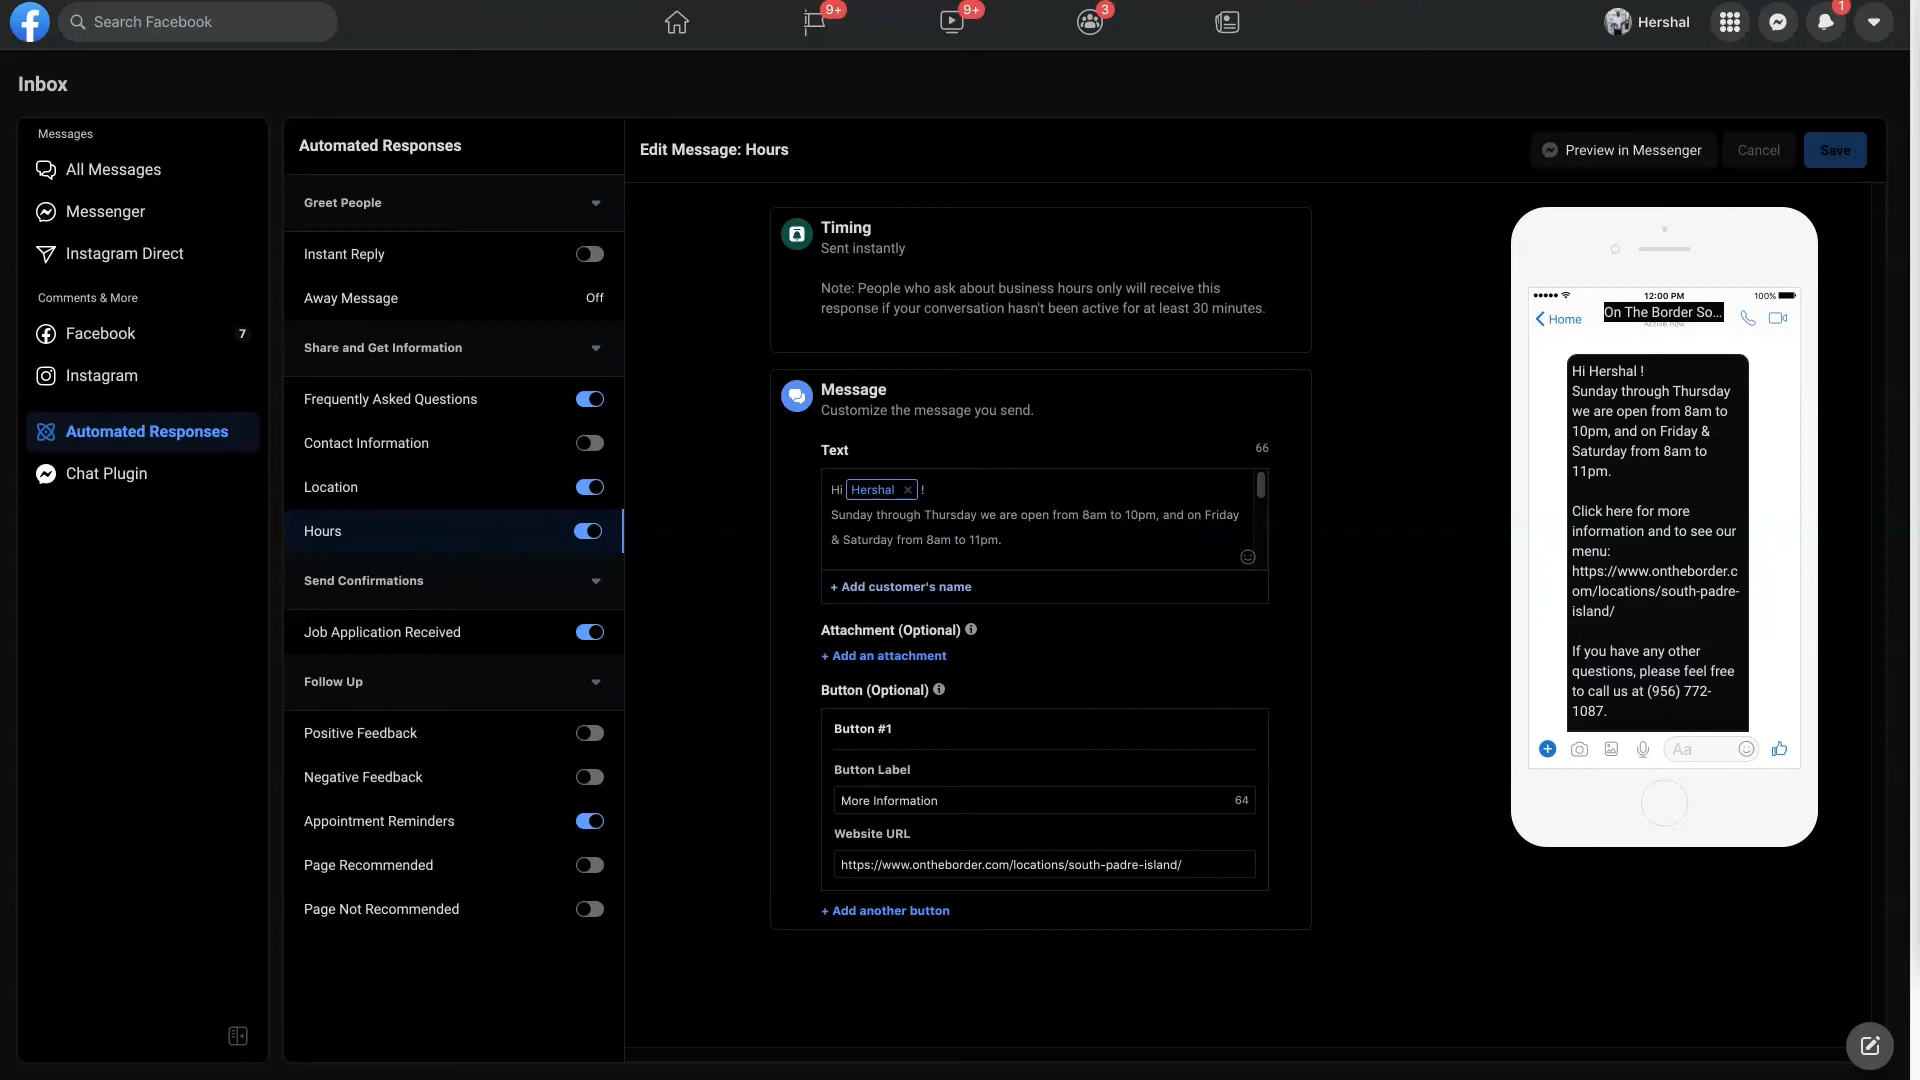 Search Facebook
9+
9+
3
Hershal
1
Inbox
Messages
All Messages
Messenger
Instagram Direct
Comments & More
Facebook
7
Instagram
Automated Responses
Chat Plugin
Automated Responses
Greet People
Instant Reply
Away Message
Off
Share and Get Information
Frequently Asked Questions
Contact Information
Location
Hours
Send Confirmations
Job Application Received
Follow Up
Positive Feedback
Negative Feedback
Appointment Reminders
Page Recommended
Page Not Recommended
Edit Message: Hours
Preview in Messenger
Cancel
Save
Timing
Sent instantly
Note: People who ask about business hours only will receive this
response if your conversation hasn't been active for at least 30 minutes.
Message
Customize the message you send.
Text
66
Hi Hershal × !
Sunday through Thursday we are open from 8am to 10pm, and on Friday
& Saturday from 8am to 11pm.
+ Add customer's name
Attachment (Optional)
+ Add an attachment
Button (Optional)
Button #1
Button Label
More Information
64
Website URL
https://www.ontheborder.com/locations/south-padre-island/
+ Add another button
12:00 PM
100%
Home
On The Border So...
Active now
Hi Hershal !
Sunday through Thursday
we are open from 8am to
10pm, and on Friday &
Saturday from 8am to
11pm.
Click here for more
information and to see our
menu:
https://www.ontheborder.c
om/locations/south-padre-
island/
If you have any other
questions, please feel free
to call us at (956) 772-
1087.
Aa